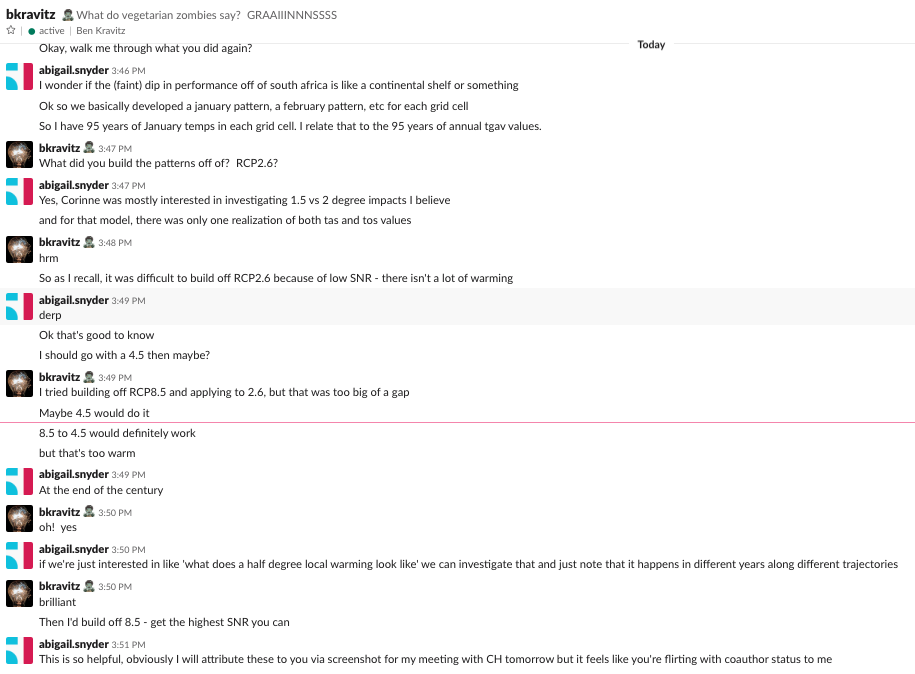 bkravitz What do vegetarian zombies say? GRAAIIINNNSSSS
active | Ben Kravitz
Today
Okay, walk me through what you did again?
abigail.snyder 3:46 PM
I wonder if the (faint) dip in performance off of south africa is like a continental shelf or something
Ok so we basically developed a january pattern, a february pattern, etc for each grid cell
So I have 95 years of January temps in each grid cell. I relate that to the 95 years of annual tgav values.
bkravitz 3:47 PM
What did you build the patterns off of? RCP2.6?
abigail.snyder 3:47 PM
Yes, Corinne was mostly interested in investigating 1.5 vs 2 degree impacts I believe
and for that model, there was only one realization of both tas and tos values
bkravitz 3:48 PM
hrm
So as I recall, it was difficult to build off RCP2.6 because of low SNR - there isn't a lot of warming
abigail.snyder 3:49 PM
derp
Ok that's good to know
I should go with a 4.5 then maybe?
bkravitz 3:49 PM
I tried building off RCP8.5 and applying to 2.6, but that was too big of a gap
Maybe 4.5 would do it
8.5 to 4.5 would definitely work
but that's too warm
abigail.snyder 3:49 PM
At the end of the century
bkravitz 3:50 PM
oh! yes
abigail.snyder 3:50 PM
if we're just interested in like 'what does a half degree local warming look like' we can investigate that and just note that it happens in different years along different trajectories
bkravitz 3:50 PM
brilliant
Then I'd build off 8.5 - get the highest SNR you can
abigail.snyder 3:51 PM
This is so helpful, obviously I will attribute these to you via screenshot for my meeting with CH tomorrow but it feels like you're flirting with coauthor status to me